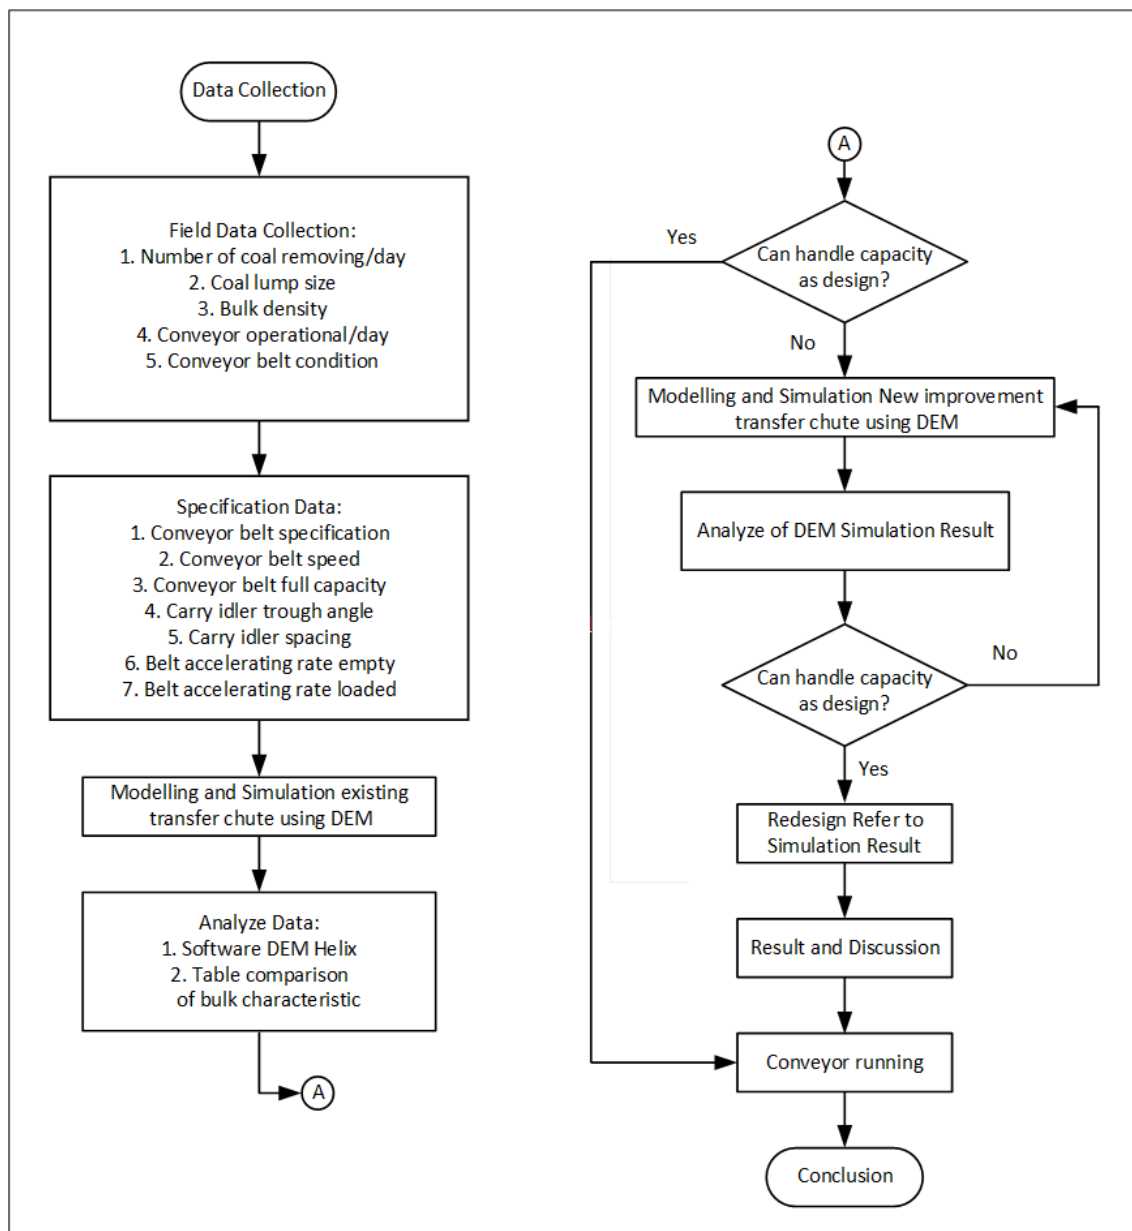 Data Collection
Field Data Collection:
1. Number of coal removing/day
2. Coal lump size
3. Bulk density
4. Conveyor operational/day
5. Conveyor belt condition
Specification Data:
1. Conveyor belt specification
2. Conveyor belt speed
3. Conveyor belt full capacity
4. Carry idler trough angle
5. Carry idler spacing
6. Belt accelerating rate empty
7. Belt accelerating rate loaded
Modelling and Simulation existing
transfer chute using DEM
Analyze Data:
1. Software DEM Helix
2. Table comparison
of bulk characteristic
A
A
Can handle capacity
as design?
Yes
No
Modelling and Simulation New improvement
transfer chute using DEM
Analyze of DEM Simulation Result
Can handle capacity
as design?
No
Yes
Redesign Refer to
Simulation Result
Result and Discussion
Conveyor running
Conclusion